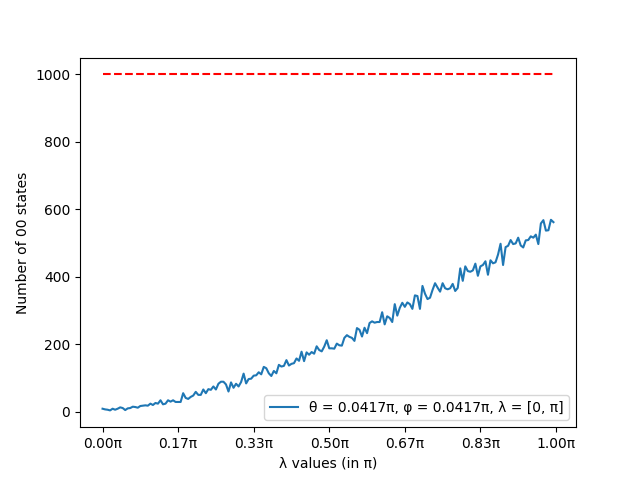 1000
800
600
400
200
0
Number of 00 states
θ = 0.0417π, φ = 0.0417π, λ = [0, π]
0.00π 0.17π 0.33π 0.50π 0.67π 0.83π 1.00π
λ values (in π)